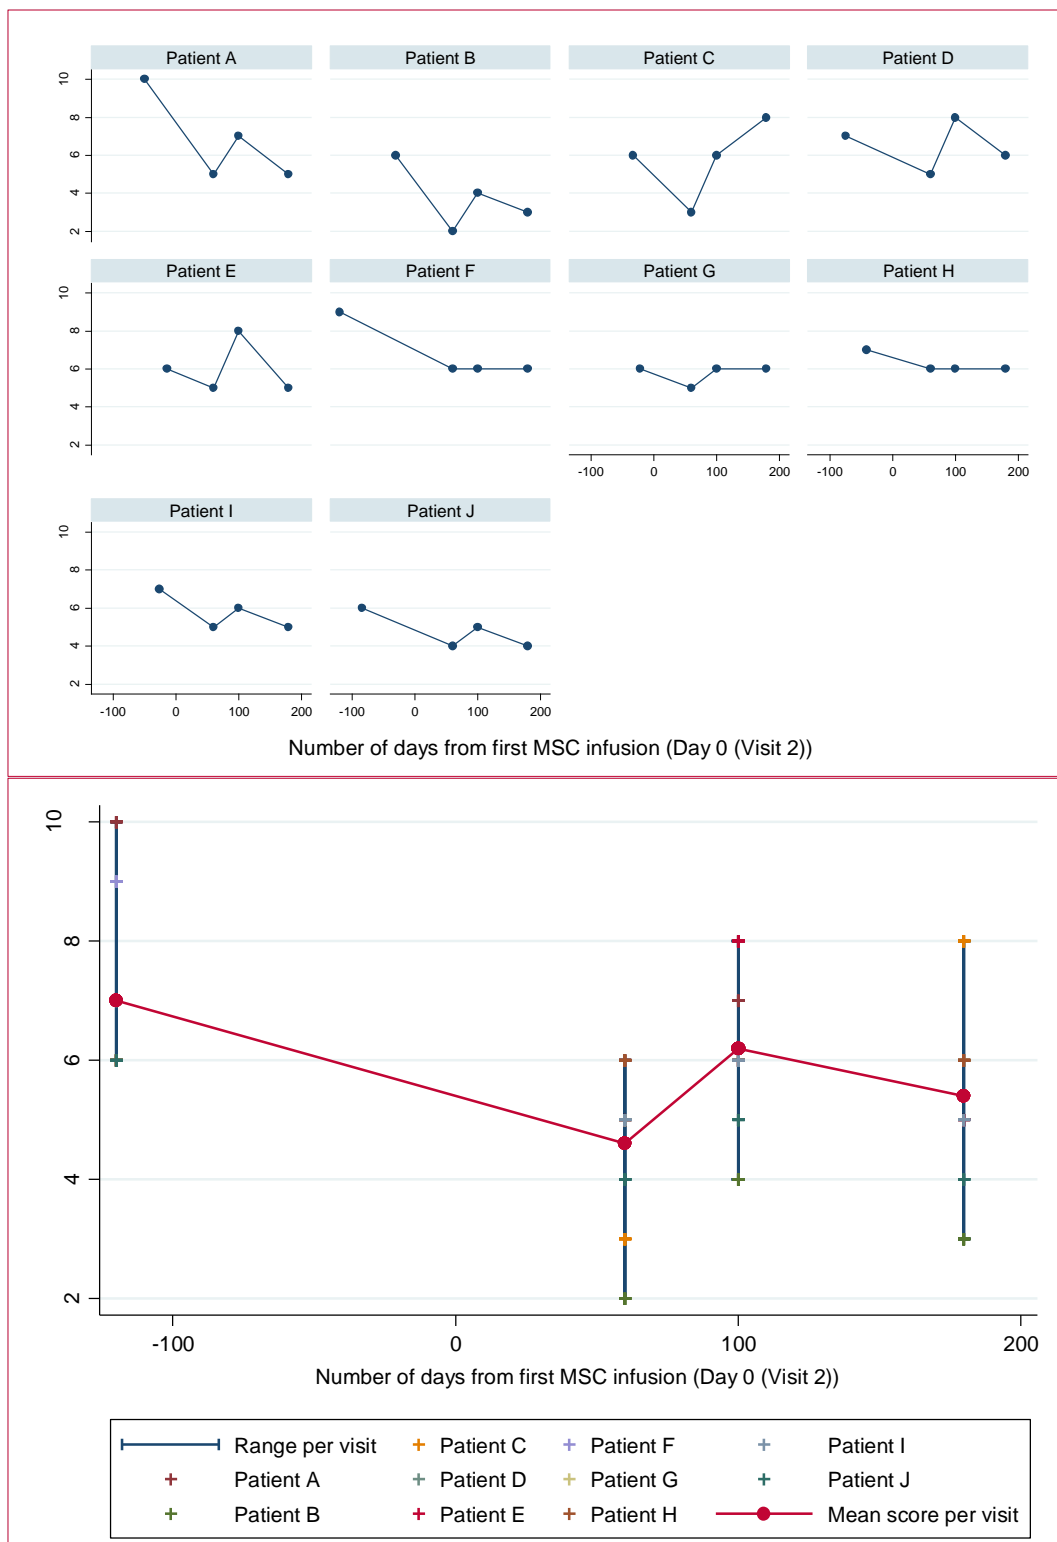 Patient A Patient B Patient C Patient D
10
8
6
4
2
Patient E Patient F Patient G Patient H
10
8
6
4
2
-100 0 100 200 -100 0 100 200
Patient I Patient J
10
8
6
4
2
-100 0 100 200 -100 0 100 200
Number of days from first MSC infusion (Day 0 (Visit 2))
10
8
6
4
2
-100 0 100 200
Number of days from first MSC infusion (Day 0 (Visit 2))
Range per visit Patient C Patient F Patient I
Patient A Patient D Patient G Patient J
Patient B Patient E Patient H Mean score per visit